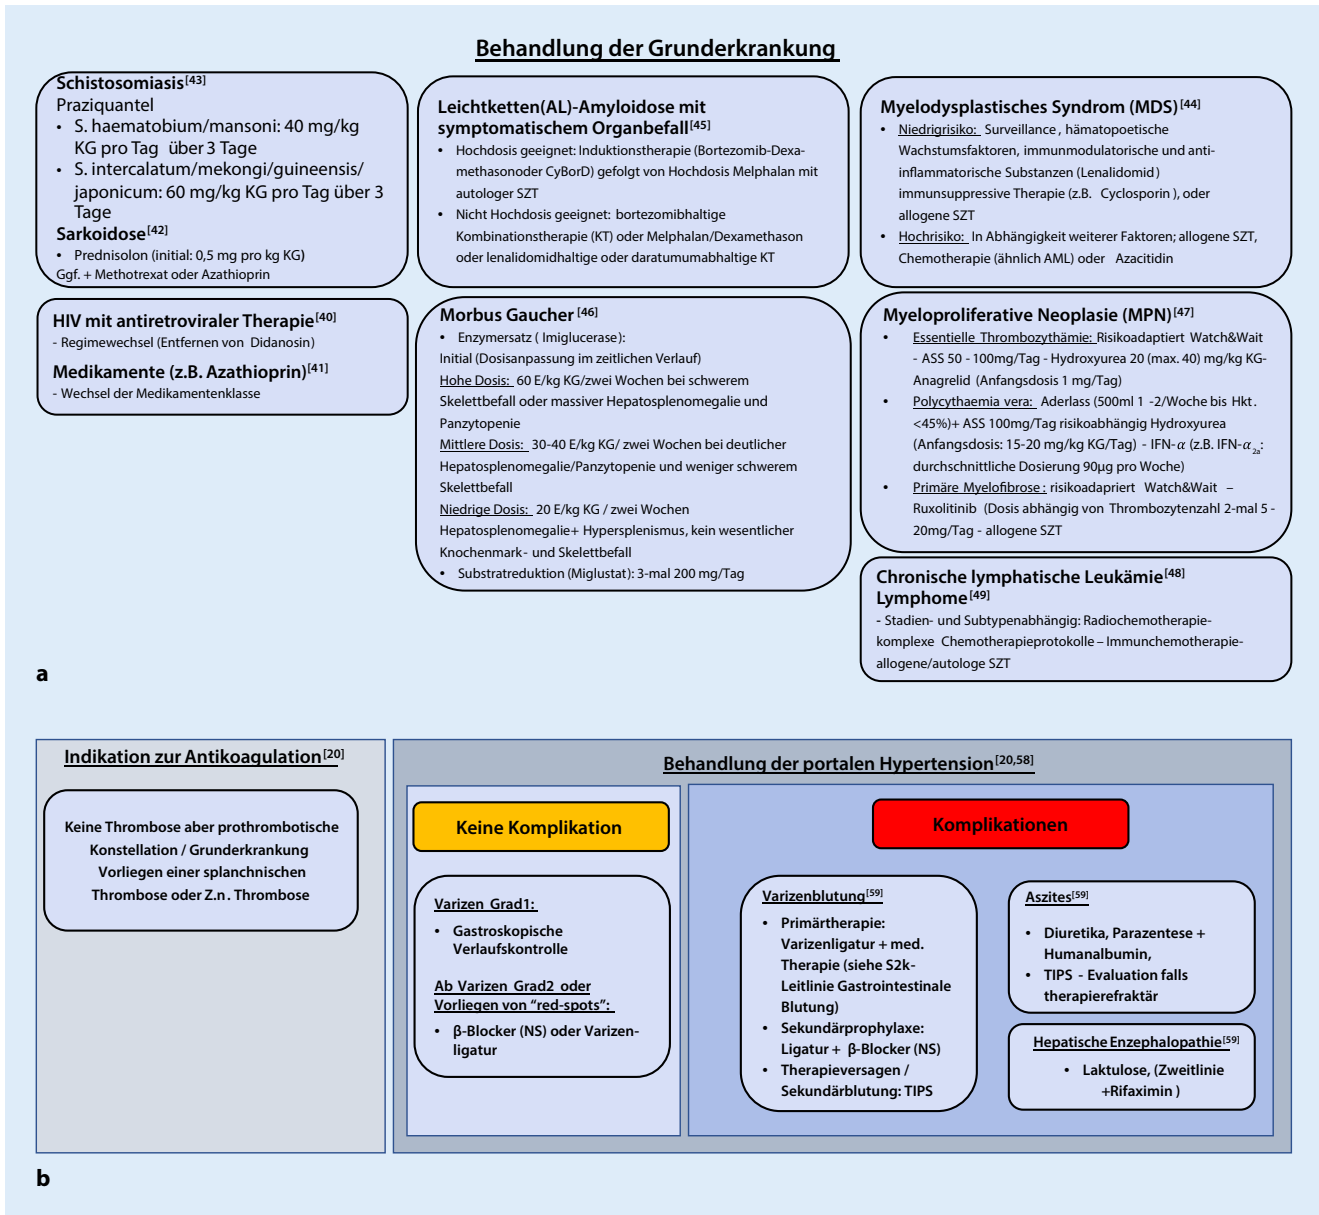 Behandlung der Grunderkrankung
Schistosomiasis[43]
Praziquantel
• S. haematobium/mansoni: 40 mg/kg
KG pro Tag über 3 Tage
• S. intercalatum/mekongi/guineensis/
japonicum: 60 mg/kg KG pro Tag über 3
Tage
Sarkoidose[42]
• Prednisolon (initial: 0,5 mg pro kg KG)
Ggf. + Methotrexat oder Azathioprin
HIV mit antiretroviraler Therapie[40]
- Regimewechsel (Entfernen von Didanosin)
Medikamente (z.B. Azathioprin)[41]
- Wechsel der Medikamentenklasse
Leichtketten(AL)-Amyloidose mit
symptomatischem Organbefall[45]
• Hochdosis geeignet: Induktionstherapie (Bortezomib-Dexa-
methasonoder CyBorD) gefolgt von Hochdosis Melphalan mit
autologer SZT
• Nicht Hochdosis geeignet: bortezomibhaltige
Kombinationstherapie (KT) oder Melphalan/Dexamethason
oder lenalidomidhaltige oder daratumumabhaltige KT
Morbus Gaucher [46]
• Enzymersatz ( Imiglucerase):
Initial (Dosisanpassung im zeitlichen Verlauf)
Hohe Dosis: 60 E/kg KG/zwei Wochen bei schwerem
Skelettbefall oder massiver Hepatosplenomegalie und
Panzytopenie
Mittlere Dosis: 30-40 E/kg KG/ zwei Wochen bei deutlicher
Hepatosplenomegalie/Panzytopenie und weniger schwerem
Skelettbefall
Niedrige Dosis: 20 E/kg KG / zwei Wochen
Hepatosplenomegalie+ Hypersplenismus, kein wesentlicher
Knochenmark- und Skelettbefall
• Substratreduktion (Miglustat): 3-mal 200 mg/Tag
Myelodysplastisches Syndrom (MDS) [44]
• Niedrigrisiko: Surveillance, hämatopoetische
Wachstumsfaktoren, immunmodulatorische und anti-
inflammatorische Substanzen (Lenalidomid)
immunsuppressive Therapie (z.B. Cyclosporin ), oder
allogene SZT
• Hochrisiko: In Abhängigkeit weiterer Faktoren; allogene SZT,
Chemotherapie (ähnlich AML) oder Azacitidin
Myeloproliferative Neoplasie (MPN)[47]
• Essentielle Thrombozythämie: Risikoadaptiert Watch&Wait
- ASS 50 - 100mg/Tag - Hydroxyurea 20 (max. 40) mg/kg KG-
Anagrelid (Anfangsdosis 1 mg/Tag)
• Polycythaemia vera: Aderlass (500ml 1 -2/Woche bis Hkt.
<45%)+ ASS 100mg/Tag risikoabhängig Hydroxyurea
(Anfangsdosis: 15-20 mg/kg KG/Tag) - IFN-α (z.B. IFN-α2a:
durchschnittliche Dosierung 90µg pro Woche)
• Primäre Myelofibrose: risikoadapriert Watch&Wait –
Ruxolitinib (Dosis abhängig von Thrombozytenzahl 2-mal 5 -
20mg/Tag - allogene SZT
Chronische lymphatische Leukämie[48]
Lymphome[49]
- Stadien- und Subtypenabhängig: Radiochemotherapie-
komplexe Chemotherapieprotokolle – Immunchemotherapie-
allogene/autologe SZT
a
Indikation zur Antikoagulation[20]
Keine Thrombose aber prothrombotische
Konstellation / Grunderkrankung
Vorliegen einer splanchnischen
Thrombose oder Z.n. Thrombose
Behandlung der portalen Hypertension[20,58]
Keine Komplikation
Varizen Grad1:
• Gastroskopische
Verlaufskontrolle
Ab Varizen Grad2 oder
Vorliegen von “red-spots”:
• β-Blocker (NS) oder Varizen-
ligatur
Komplikationen
Varizenblutung[59]
• Primärtherapie:
Varizenligatur + med.
Therapie (siehe S2k-
Leitlinie Gastrointestinale
Blutung)
• Sekundärprophylaxe:
Ligatur + β-Blocker (NS)
• Therapieversagen /
Sekundärblutung: TIPS
Aszites[59]
• Diuretika, Parazentese +
Humanalbumin,
• TIPS - Evaluation falls
therapierefraktär
Hepatische Enzephalopathie[59]
• Laktulose, (Zweitlinie
+Rifaximin )
b